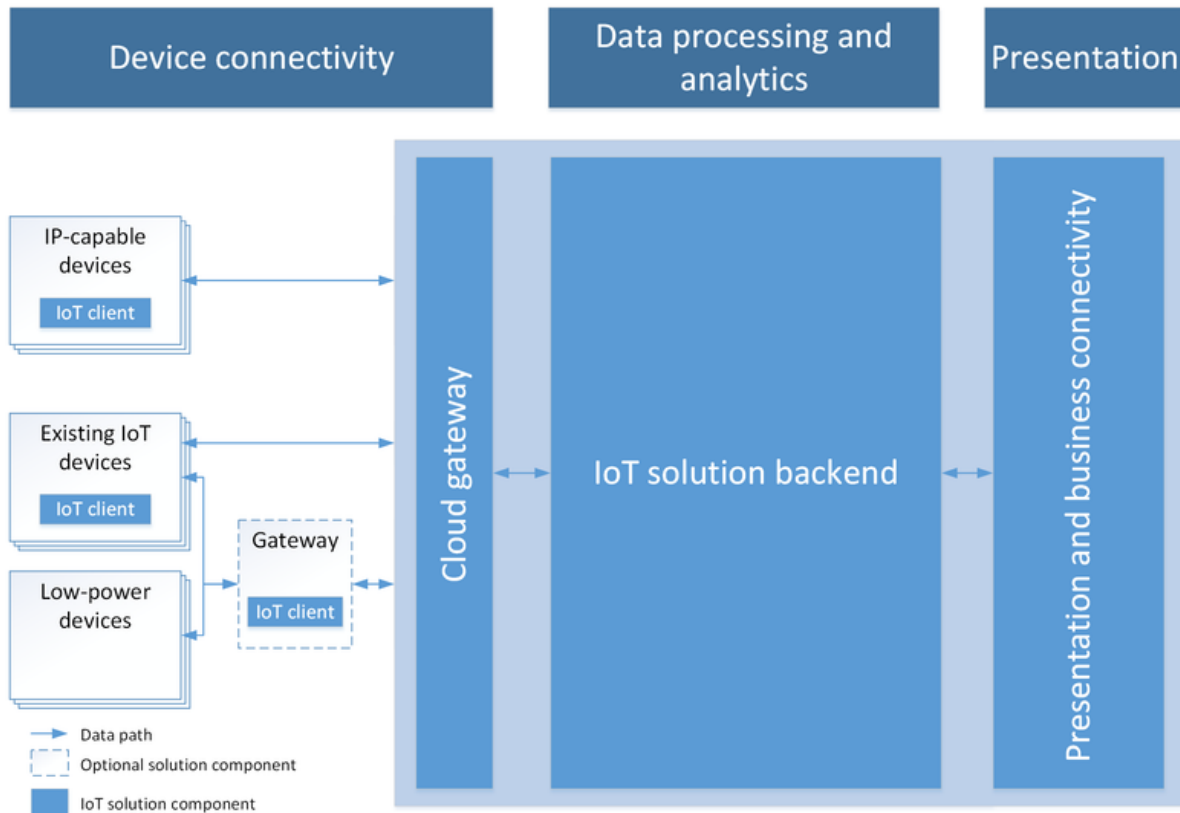 Device connectivity
Data processing and
analytics
Presentation
IP-capable
devices
IoT client
Existing IoT
devices
IoT client
Low-power
devices
Gateway
IoT client
Cloud gateway
IoT solution backend
Presentation and business connectivity
Data path
Optional solution component
IoT solution component